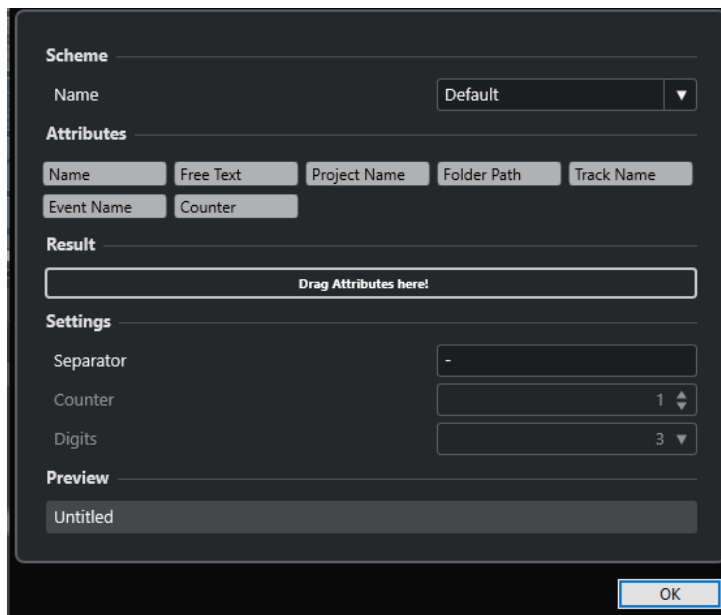 Scheme
Name Default
Attributes
Name Free Text Project Name Folder Path Track Name
Event Name Counter
Result
Drag Attributes here!
Settings
Separator -
Counter 1
Digits 3
Preview
Untitled
OK